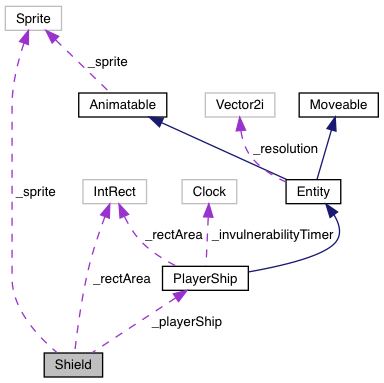 Sprite
_sprite
Animatable
Vector2i
Moveable
_resolution
_sprite
IntRect
Clock
Entity
_rectArea
_invulnerabilityTimer
_rectArea
PlayerShip
_playerShip
Shield